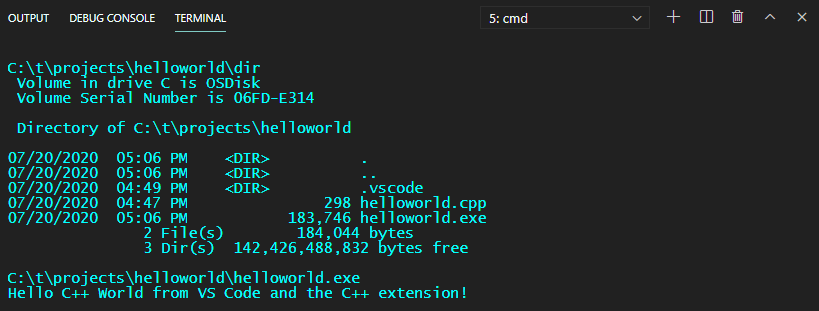 OUTPUT DEBUG CONSOLE TERMINAL 5: cmd
C:\t\projects\helloworld\dir
Volume in drive C is OSDisk
Volume Serial Number is 06FD-E314
Directory of C:\t\projects\helloworld
07/20/2020 05:06 PM <DIR> .
07/20/2020 05:06 PM <DIR> ..
07/20/2020 04:49 PM <DIR> .vscode
07/20/2020 04:47 PM 298 helloworld.cpp
07/20/2020 05:06 PM 183,746 helloworld.exe
2 File(s) 184,044 bytes
3 Dir(s) 142,426,488,832 bytes free
C:\t\projects\helloworld\helloworld.exe
Hello C++ World from VS Code and the C++ extension!